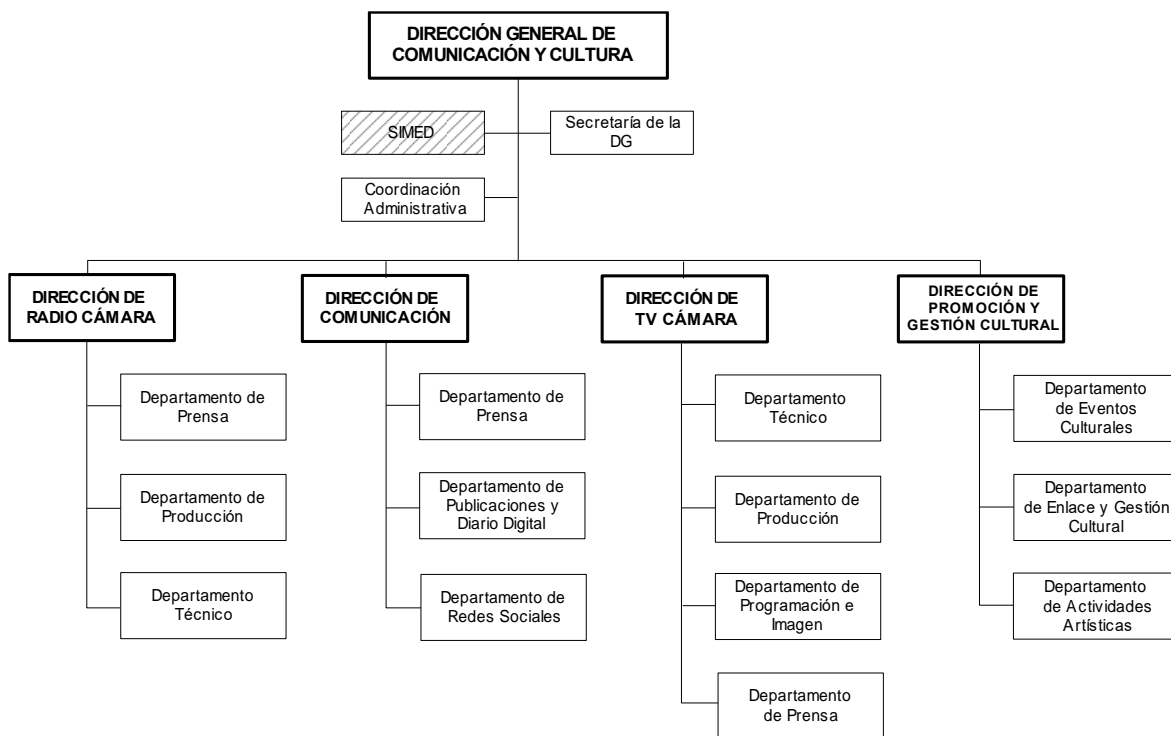 DIRECCIÓN GENERAL DE
COMUNICACIÓN Y CULTURA
SIMED
Secretaría de la
DG
Coordinación
Administrativa
DIRECCIÓN DE
RADIO CÁMARA
Departamento de
Prensa
Departamento de
Producción
Departamento
Técnico
DIRECCIÓN DE
COMUNICACIÓN
Departamento de
Prensa
Departamento de
Publicaciones y
Diario Digital
Departamento de
Redes Sociales
DIRECCIÓN DE
TV CÁMARA
Departamento
Técnico
Departamento de
Producción
Departamento de
Programación e
Imagen
Departamento
de Prensa
DIRECCIÓN DE
PROMOCIÓN Y
GESTIÓN CULTURAL
Departamento
de Eventos
Culturales
Departamento
de Enlace y Gestión
Cultural
Departamento
de Actividades
Artísticas